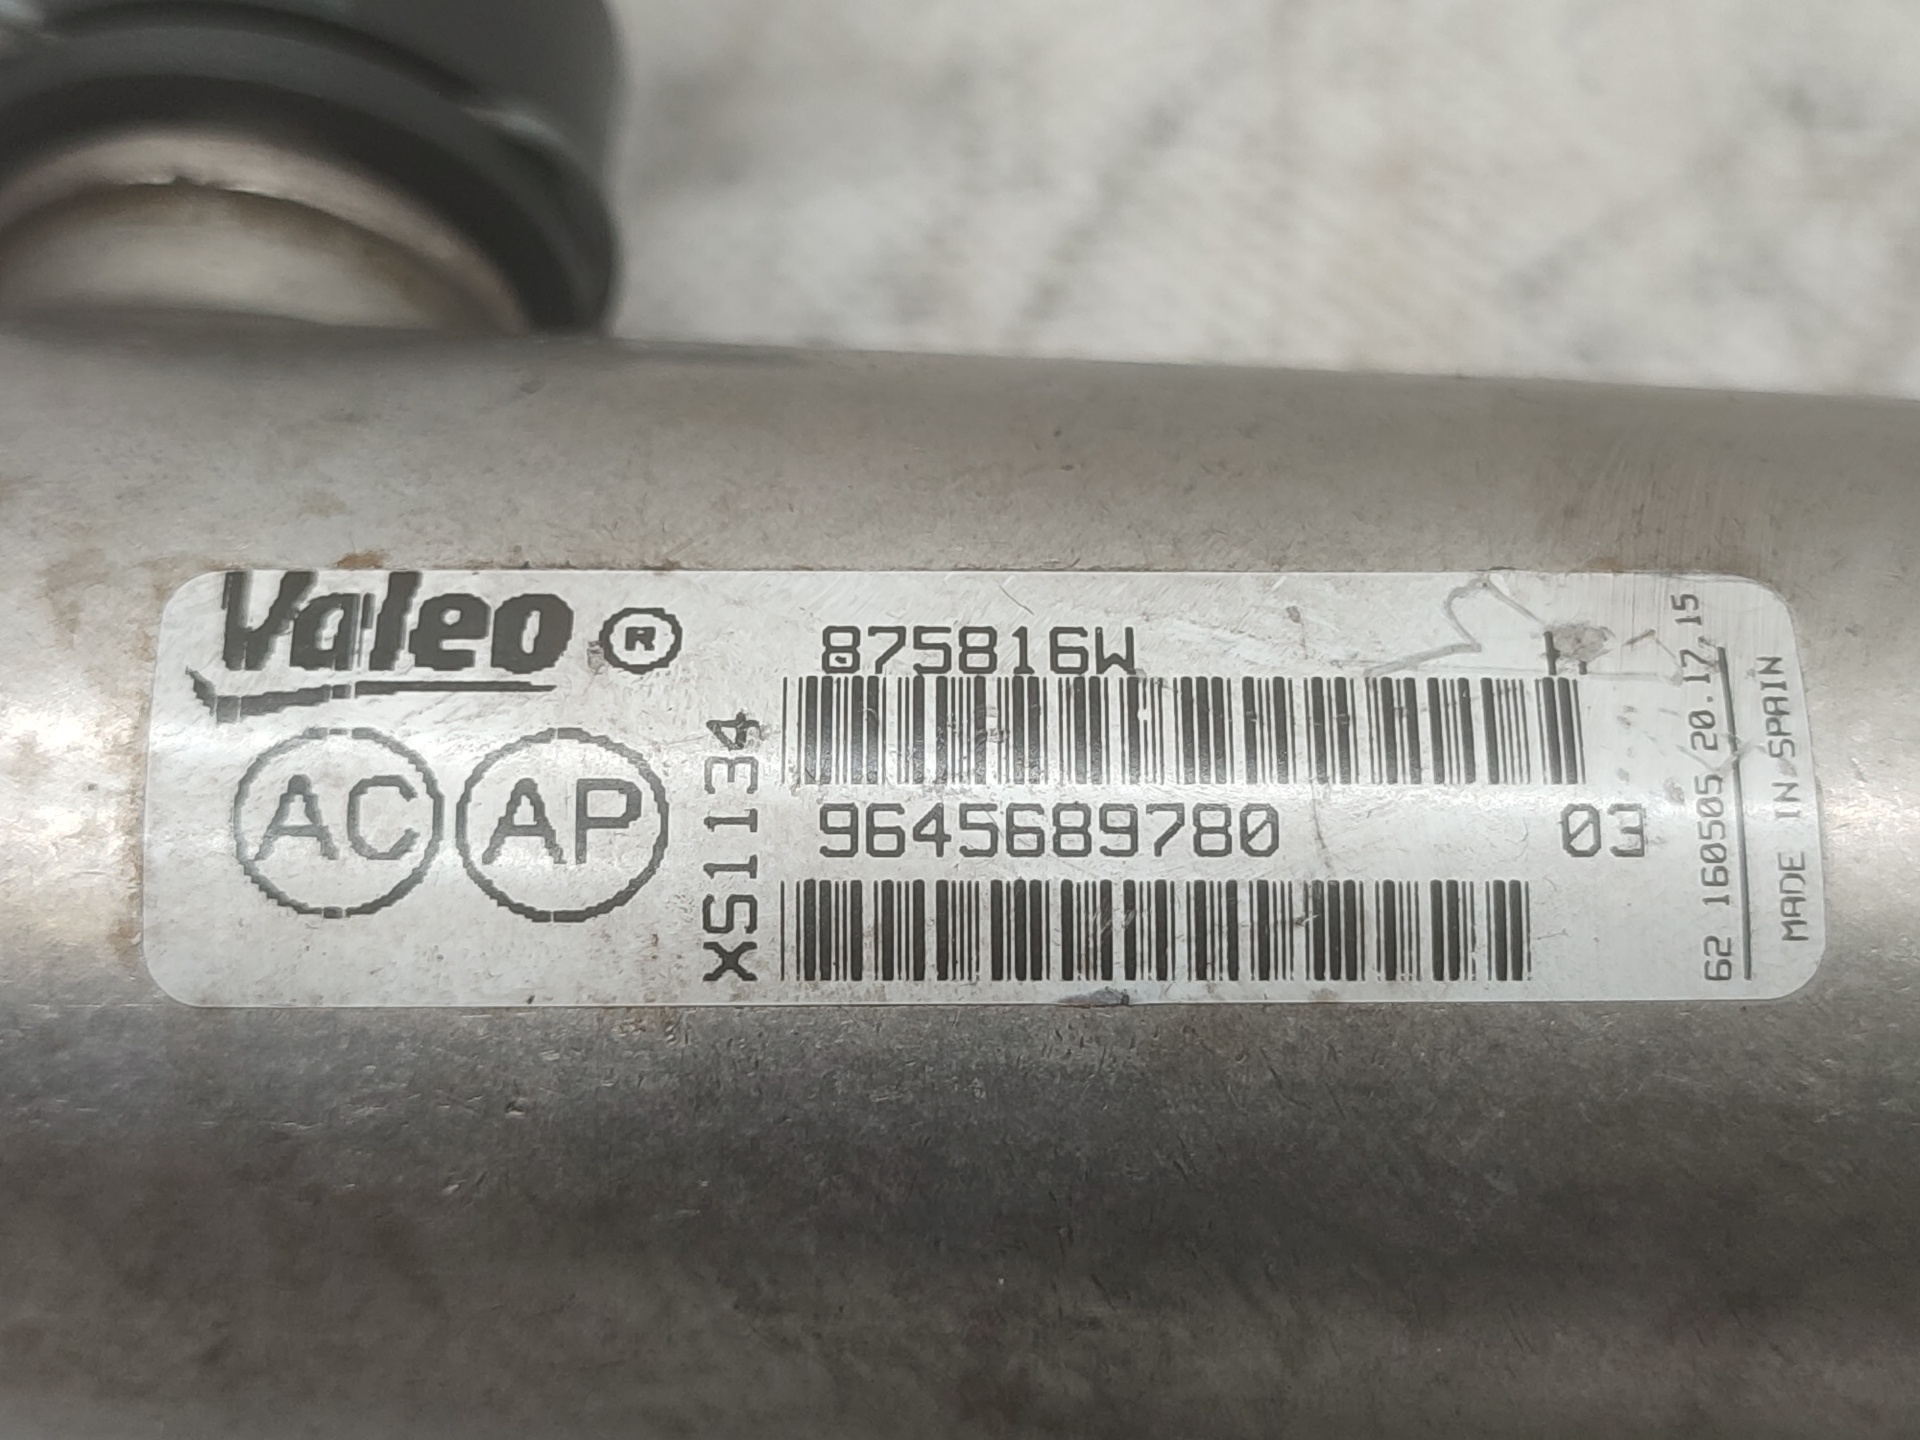 Valeo ®
875816W
AC AP
XS1134
9645689780 03
62 160505 20.17.15
MADE IN SPAIN